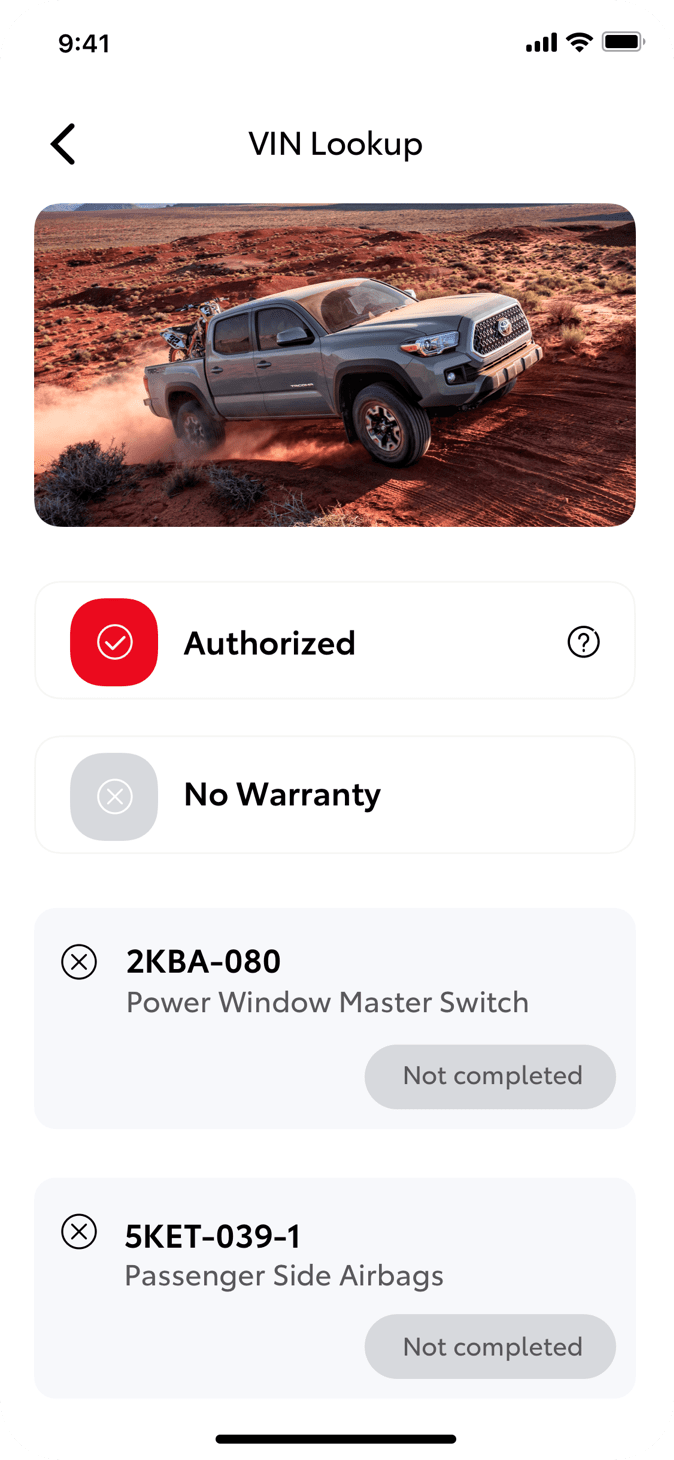 9:41
VIN Lookup
TACOMA
Authorized
No Warranty
2KBA-080
Power Window Master Switch
Not completed
5KET-039-1
Passenger Side Airbags
Not completed